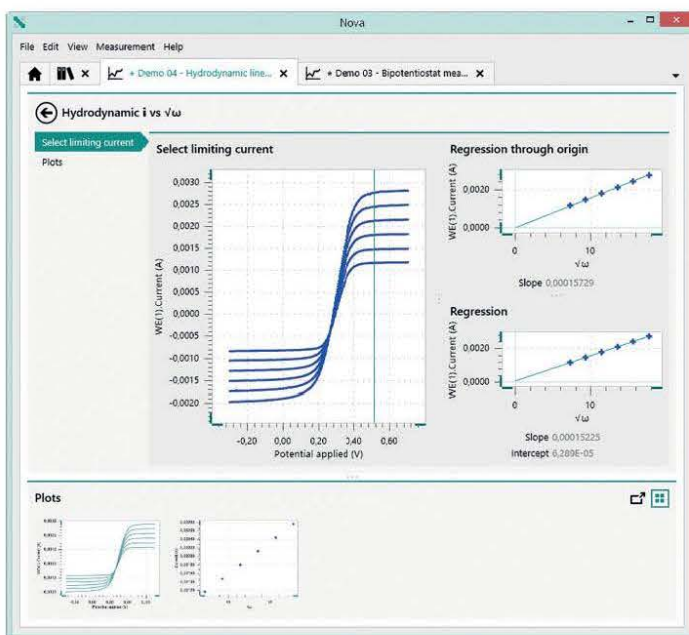 Nova
File Edit View Measurement Help
+ Demo 04 - Hydrodynamic line... × + Demo 03 - Bipotentiostat mea... ×
Hydrodynamic i vs √ω
Select limiting current
Plots
Select limiting current
WE(1).Current (A)
0,0030
0,0025
0,0020
0,0015
0,0010
0,0005
0,0000
-0,0005
-0,0010
-0,0015
-0,0020
-0,20 0,00 0,20 0,40 0,60
Potential applied (V)
Regression through origin
WE(1).Current (A)
0,0020
0,0000
0 10
√ω
Slope 0,00015729
Regression
WE(1).Current (A)
0,0020
0,0000
0 10
√ω
Slope 0,00015225
Intercept 6,289E-05
Plots